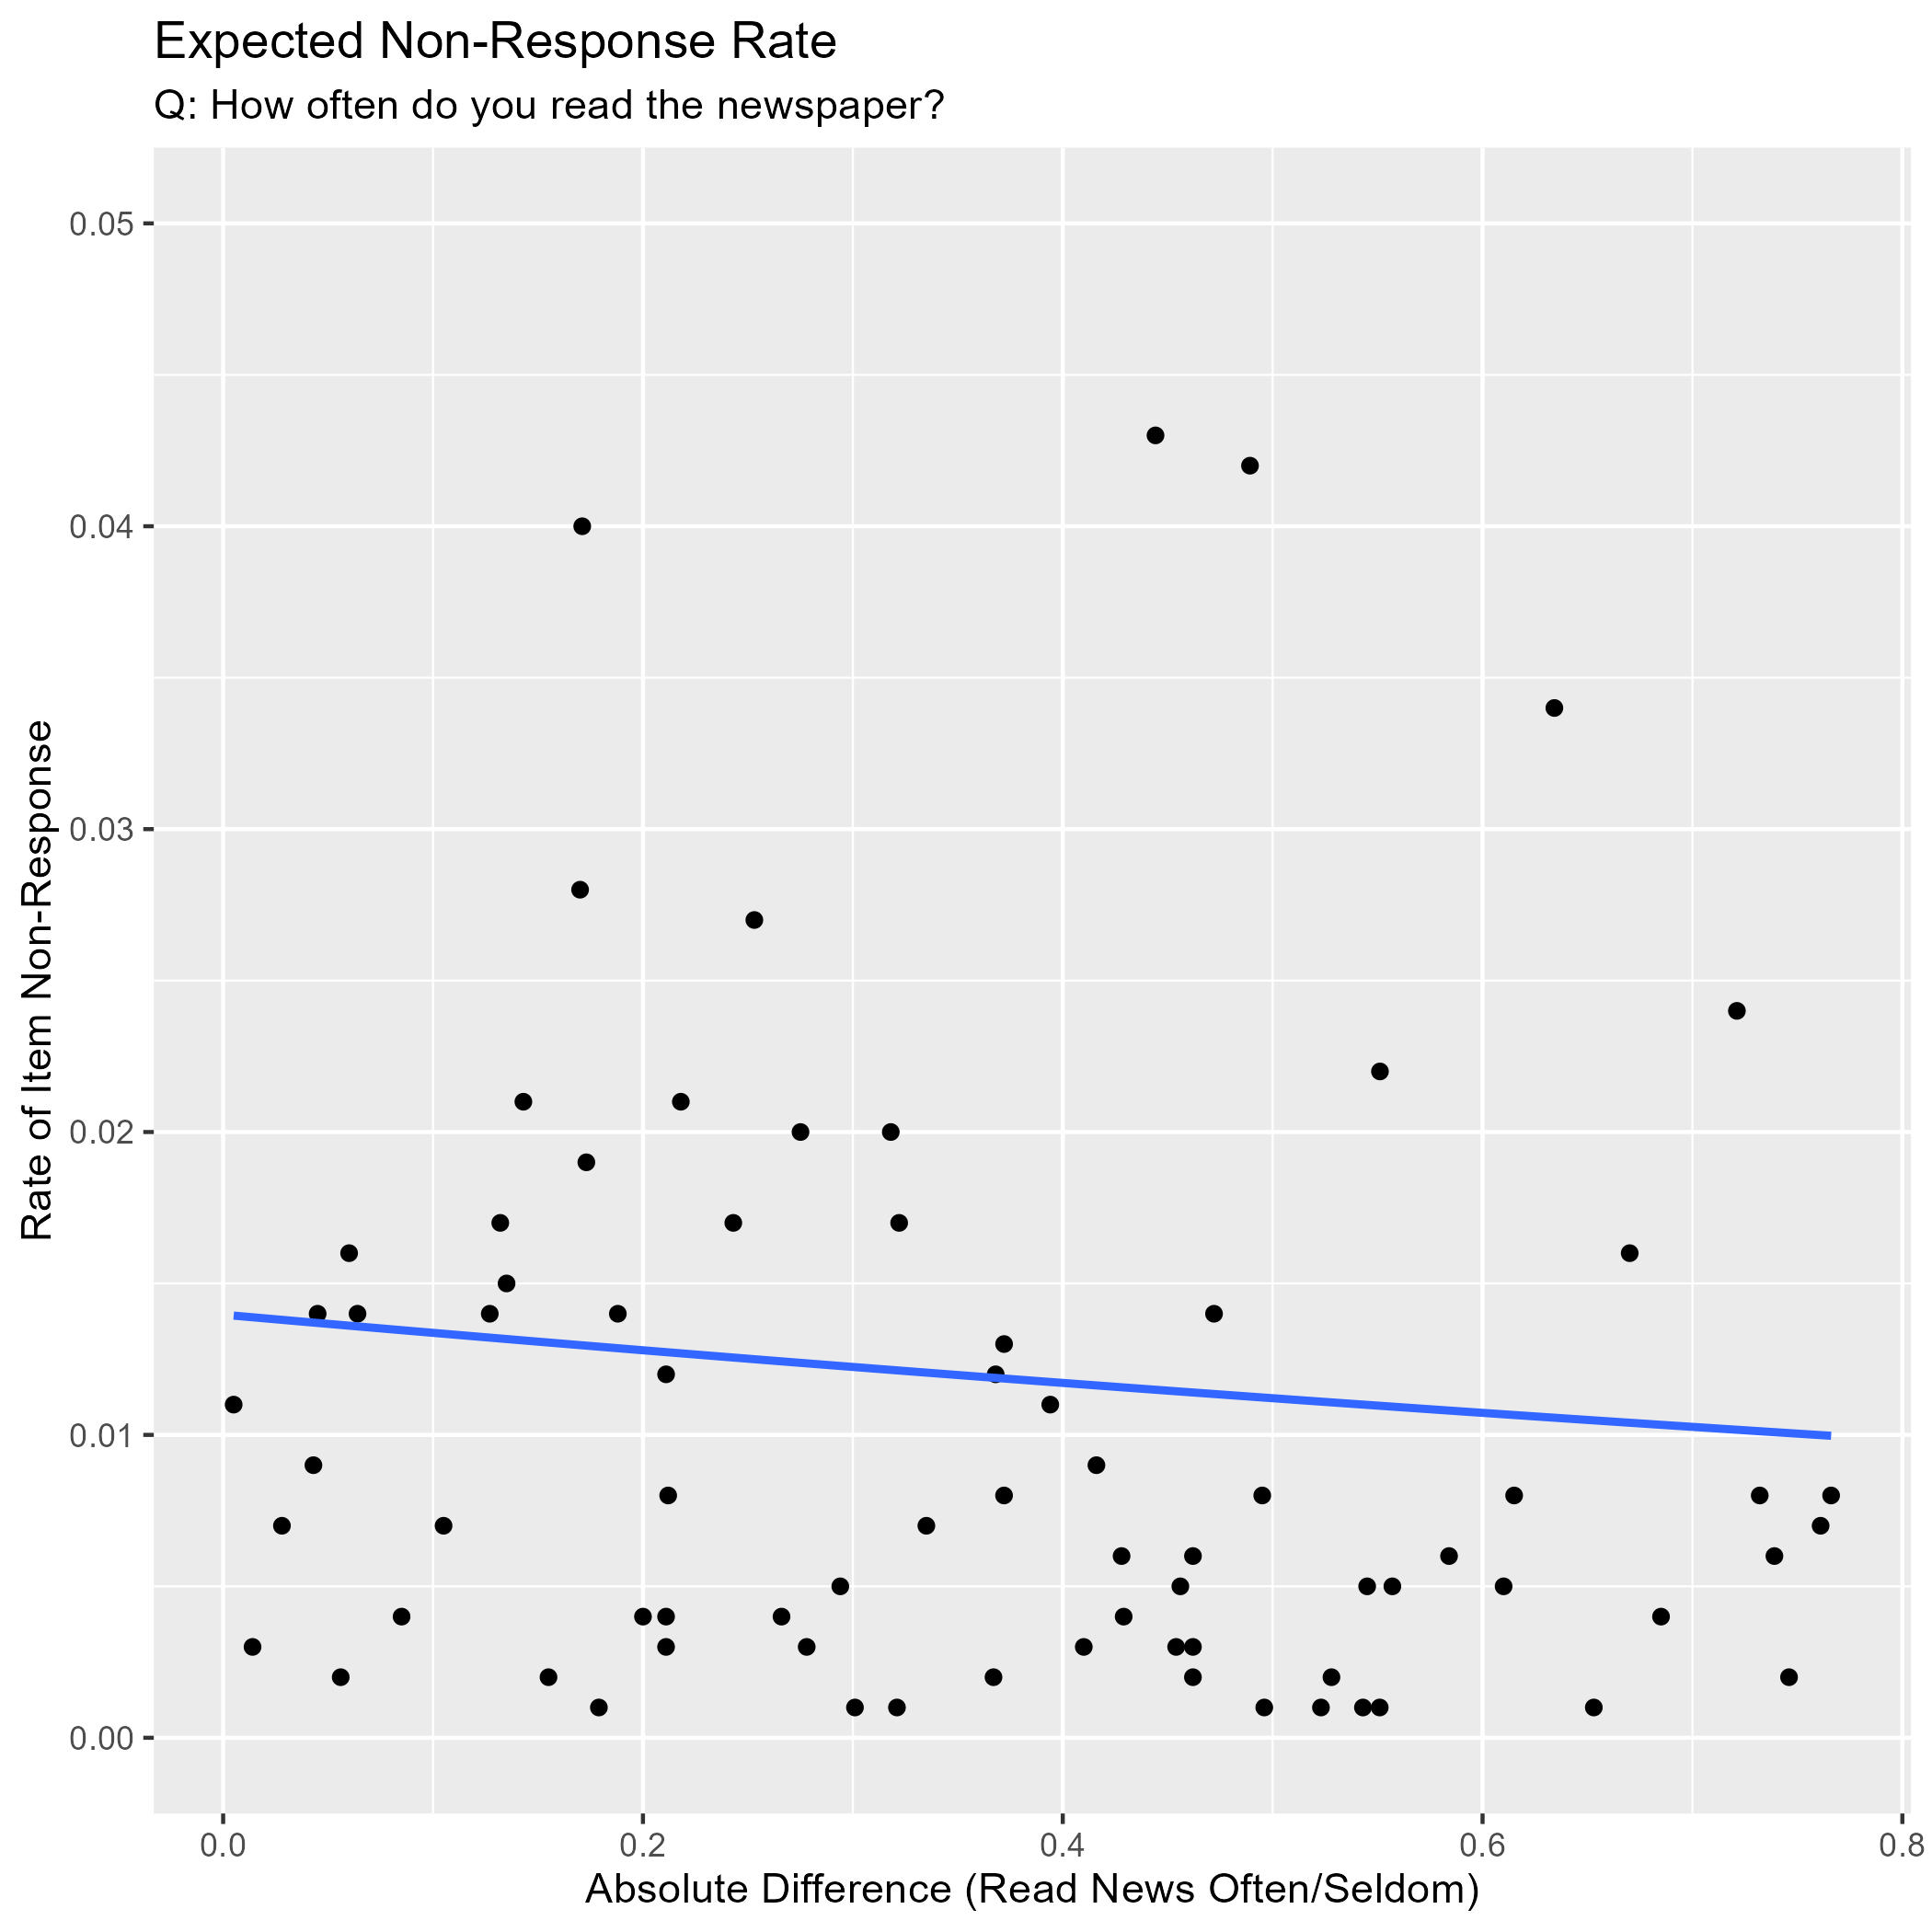 Expected Non-Response Rate
Q: How often do you read the newspaper?
Rate of Item Non-Response
0.05
0.04
0.03
0.02
0.01
0.00
0.0 0.2 0.4 0.6 0.8
Absolute Difference (Read News Often/Seldom)